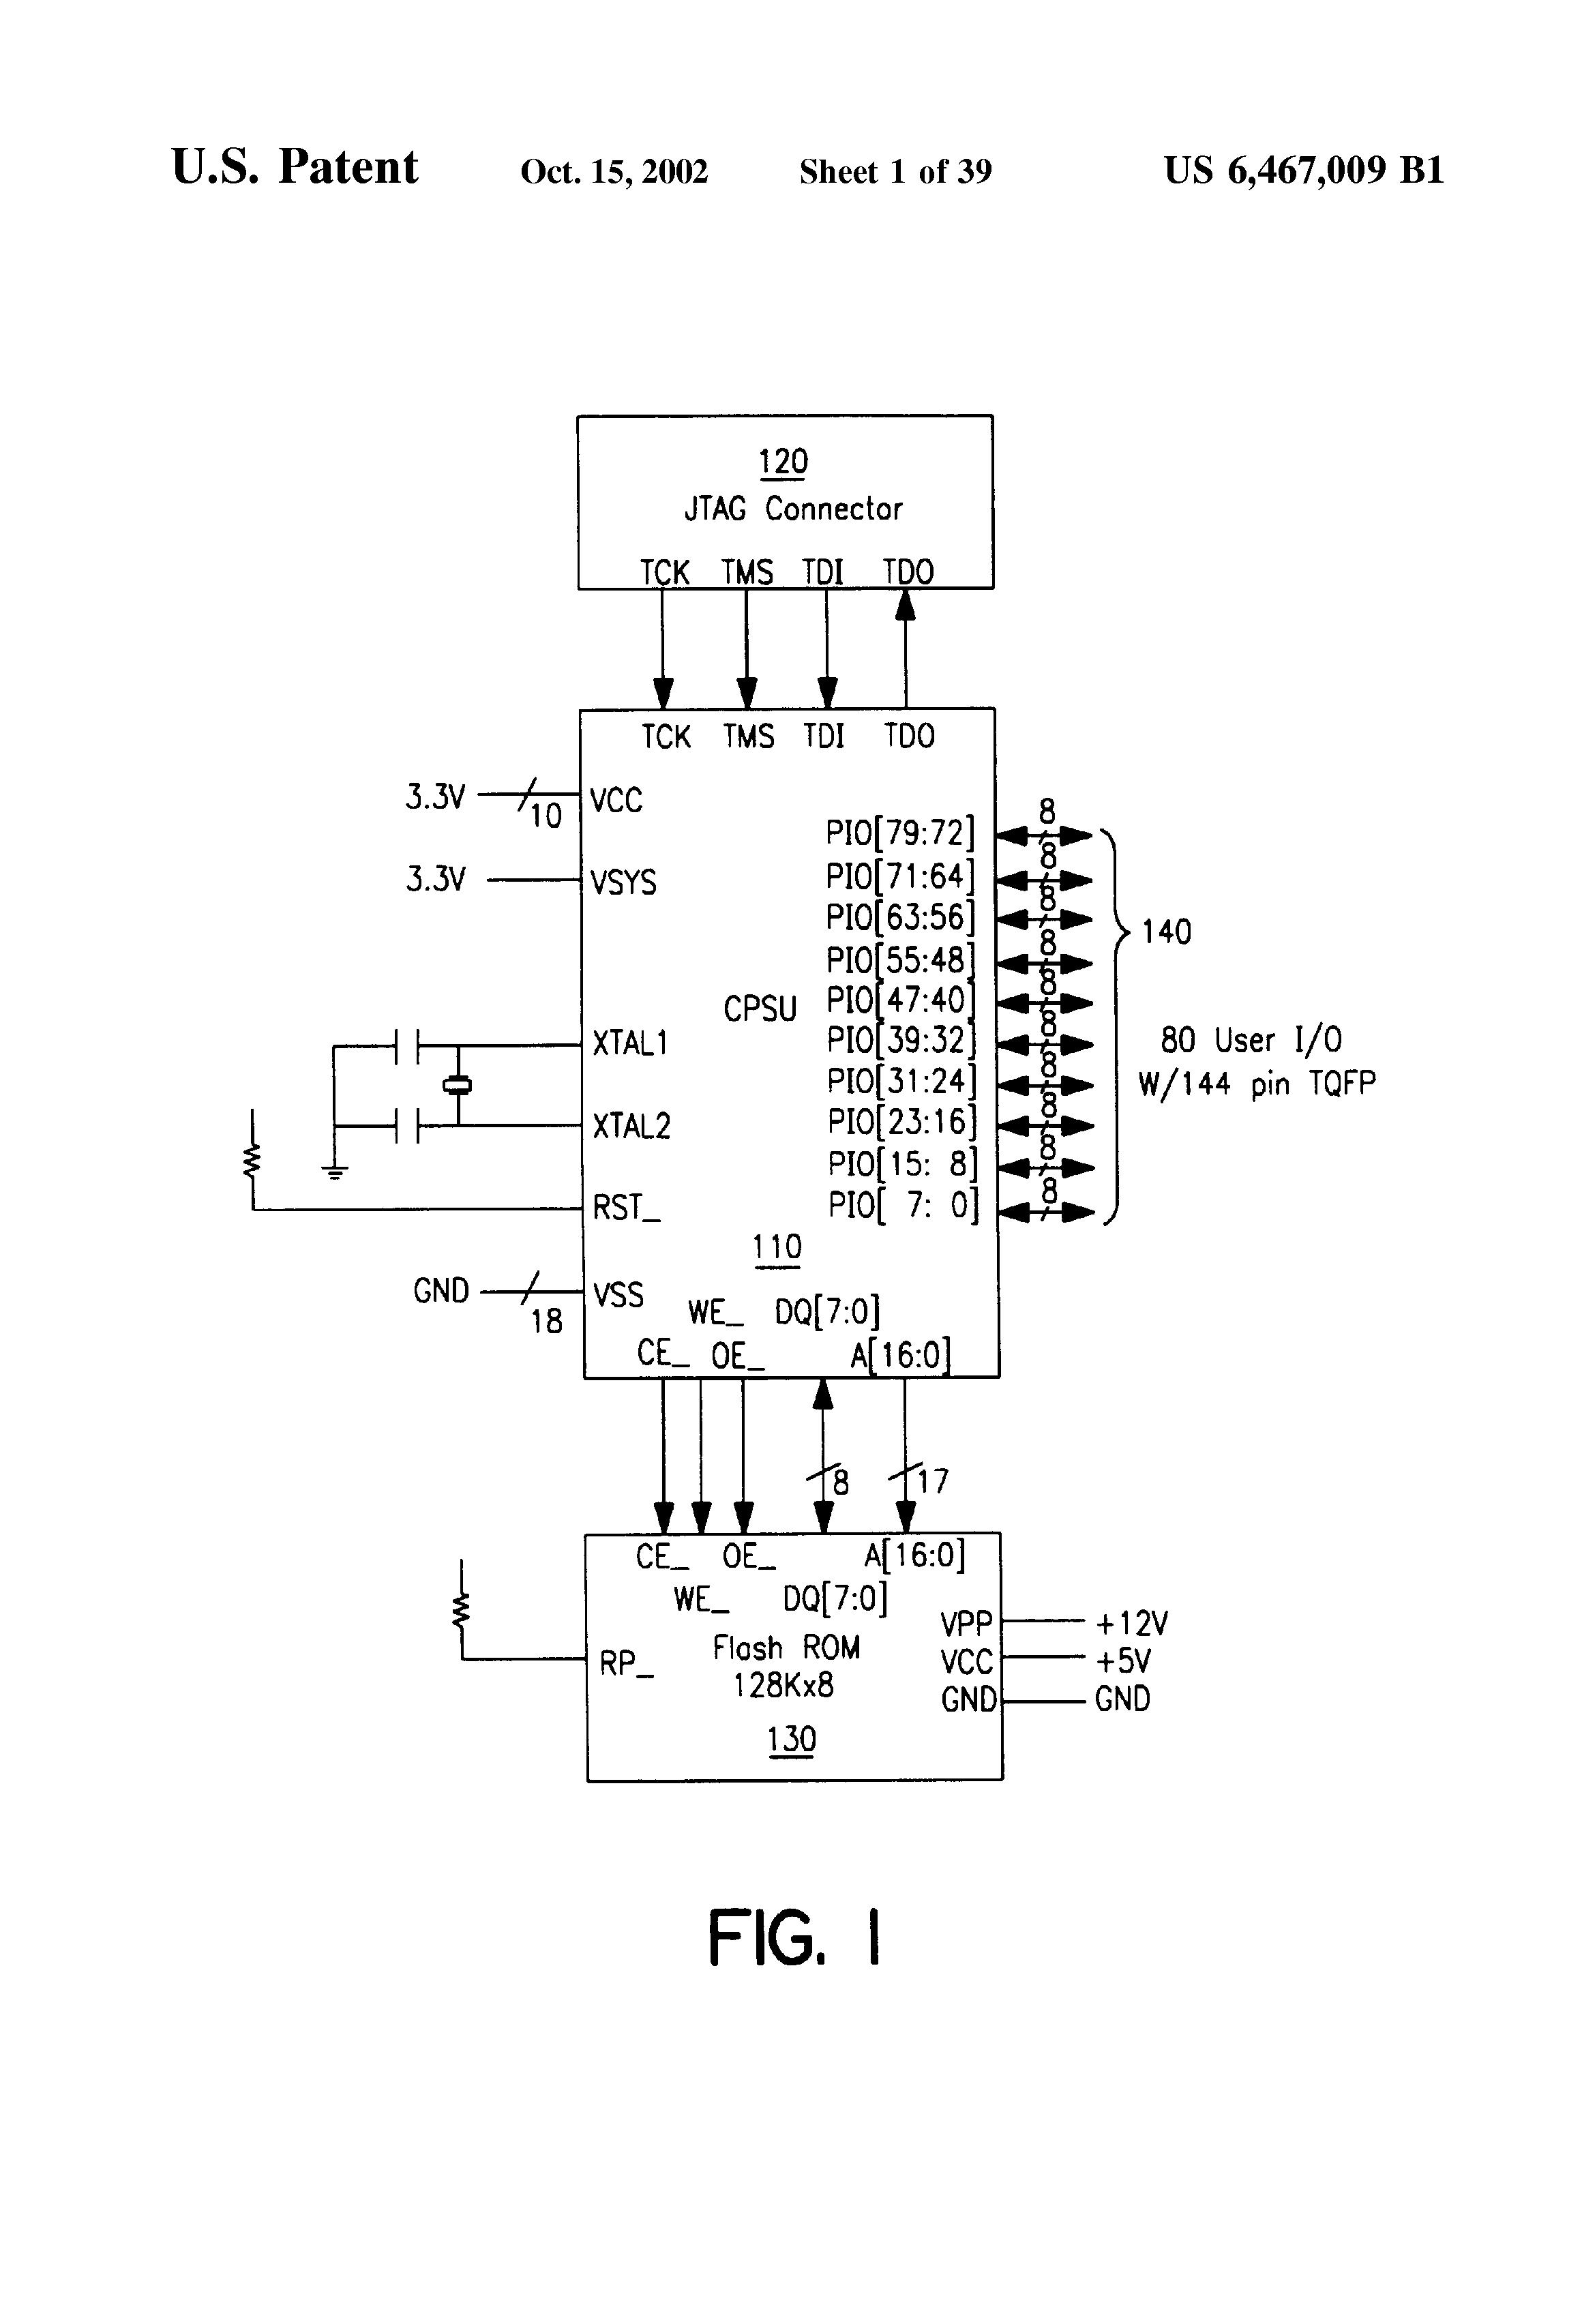 U.S. Patent Oct. 15, 2002 Sheet 1 of 39 US 6,467,009 B1
120
JTAG Connector
TCK TMS TDI TDO
TCK TMS TDI TDO
3.3V 10 VCC
3.3V VSYS
PIO[79:72] 8
PIO[71:64] 8
PIO[63:56] 8
140
PIO[55:48] 8
CPSU PIO[47:40] 8
80 User I/O
XTAL1 PIO[39:32] 8
W/144 pin TQFP
PIO[31:24] 8
XTAL2 PIO[23:16] 8
PIO[15: 8] 8
RST_ PIO[ 7: 0] 8
110
GND 18 VSS
WE_ DQ[7:0]
CE_ OE_ A[16:0]
8 17
CE_ OE_ A[16:0]
WE_ DQ[7:0]
VPP +12V
Flash ROM
RP_ VCC +5V
128Kx8
GND GND
130
FIG. 1